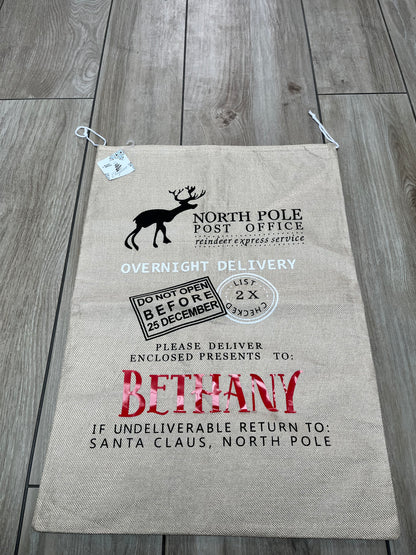 NORTH POLE
POST OFFICE
reindeer express service
OVERNIGHT DELIVERY
DO NOT OPEN
BEFORE
25 DECEMBER
LIST
2X
CHECKED
PLEASE DELIVER
ENCLOSED PRESENTS TO:
BETHANY
IF UNDELIVERABLE RETURN TO:
SANTA CLAUS, NORTH POLE